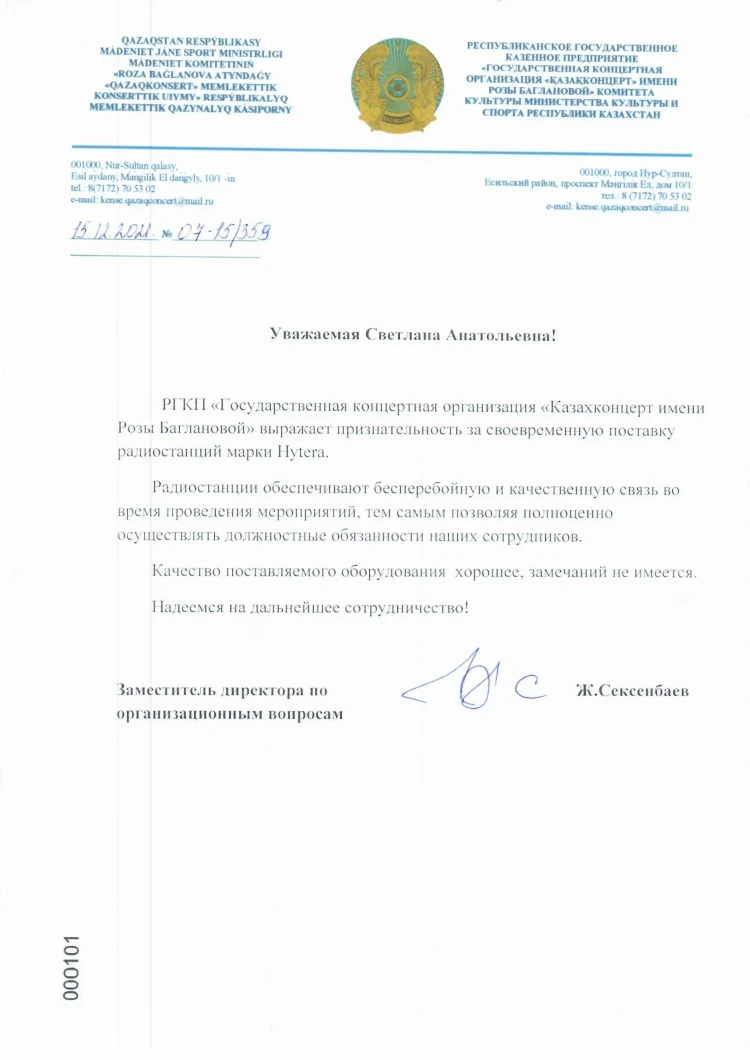 QAZAQSTAN RESPÝBLIKASY
MÁDENIET JÁNE SPORT MINISTRLIGI
MÁDENIET KOMITETINIŃ
«ROZA BAǴLANOVA ATYNDAǴY
«QAZAQKONSERT» MEMLEKETTIK
KONSERTTIK UIYMY» RESPÝBLIKALYQ
MEMLEKETTIK QAZYNALYQ KÁSIPORNY
РЕСПУБЛИКАНСКОЕ ГОСУДАРСТВЕННОЕ
КАЗЕННОЕ ПРЕДПРИЯТИЕ
«ГОСУДАРСТВЕННАЯ КОНЦЕРТНАЯ
ОРГАНИЗАЦИЯ «ҚАЗАҚКОНЦЕРТ» ИМЕНИ
РОЗЫ БАГЛАНОВОЙ» КОМИТЕТА
КУЛЬТУРЫ МИНИСТЕРСТВА КУЛЬТУРЫ И
СПОРТА РЕСПУБЛИКИ КАЗАХСТАН
001000, Nur-Sultan qalasy,
Esil aydany, Mangilik El dangyly, 10/1 -ui
tel.: 8(7172) 70 53 02
e-mail: kense.qazaqconcert@mail.ru
001000, город Нур-Султан,
Есильский район, проспект Мәңгілік Ел, дом 10/1
тел.: 8 (7172) 70 53 02
e-mail: kense.qazaqconcert@mail.ru
15.12.2021. № 07-15/359
Уважаемая Светлана Анатольевна!
РГКП «Государственная концертная организация «Казахконцерт имени
Розы Баглановой» выражает признательность за своевременную поставку
радиостанций марки Hytera.
Радиостанции обеспечивают бесперебойную и качественную связь во
время проведения мероприятий, тем самым позволяя полноценно
осуществлять должностные обязанности наших сотрудников.
Качество поставляемого оборудования хорошее, замечаний не имеется.
Надеемся на дальнейшее сотрудничество!
Заместитель директора по
организационным вопросам
Ж.Сексенбаев
000101